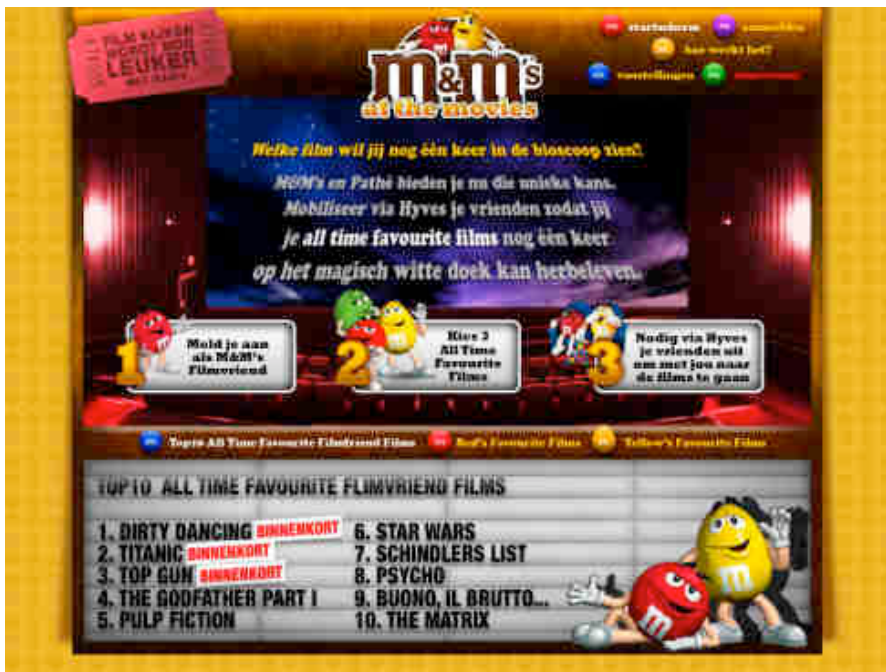 FILM KIJKEN
WORDT NOG
LEUKER
MET M&M'S
startscherm
aanmelden
hoe werkt het?
voorstellingen
m&m's
at the movies
Welke film wil jij nog één keer in de bioscoop zien?
M&M's en Pathé bieden je nu die unieke kans.
Mobiliseer via Hyves je vrienden zodat jij
je all time favourite films nog één keer
op het magisch witte doek kan herbeleven.
1 Meld je aan
als M&M's
Filmvriend
2 Kies 3
All Time
Favourite
Films
3 Nodig via Hyves
je vrienden uit
om met jou naar
de films te gaan
Top10 All Time Favourite Filmfriend Films
Red's Favourite Films
Yellow's Favourite Films
TOP10 ALL TIME FAVOURITE FLIMVRIEND FILMS
1. DIRTY DANCING BINNENKORT
2. TITANIC BINNENKORT
3. TOP GUN BINNENKORT
4. THE GODFATHER PART I
5. PULP FICTION
6. STAR WARS
7. SCHINDLERS LIST
8. PSYCHO
9. BUONO, IL BRUTTO...
10. THE MATRIX
m
m